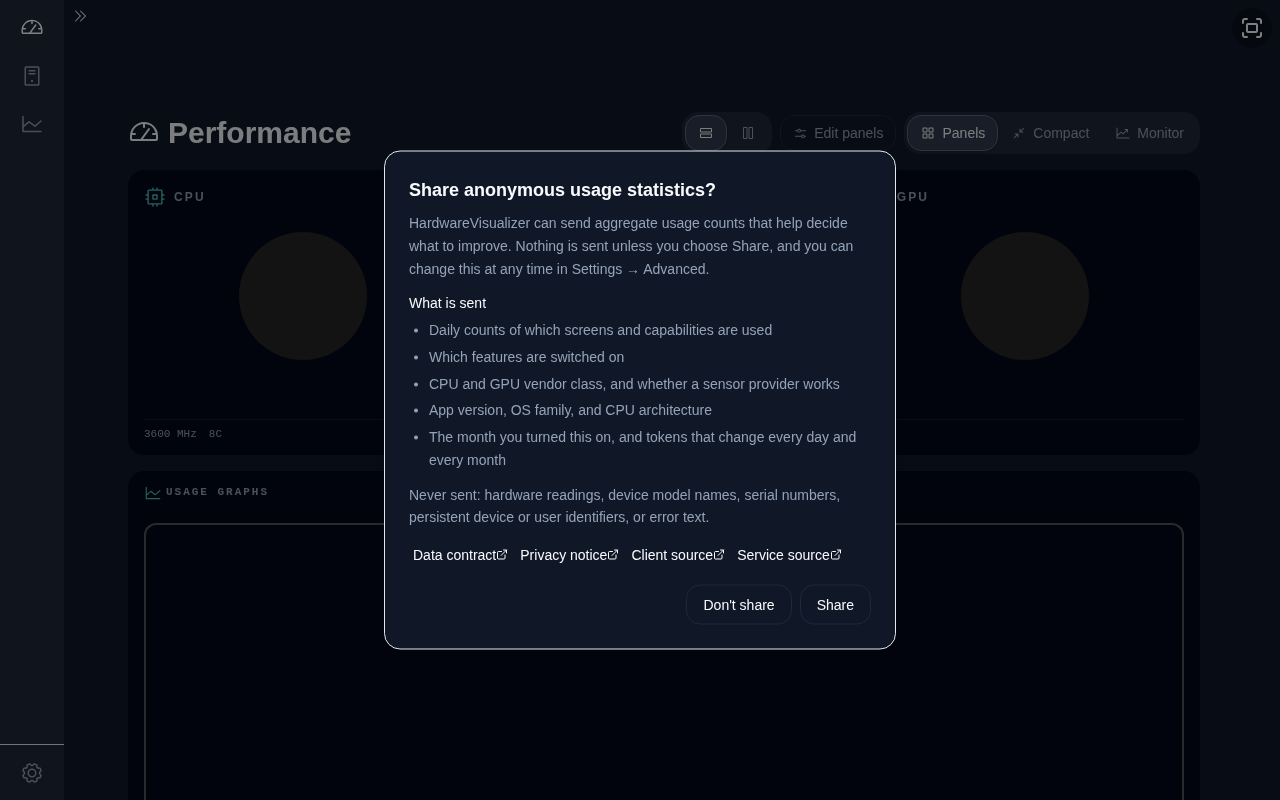 Performance
Edit panels
Panels
Compact
Monitor
CPU
GPU
Share anonymous usage statistics?
HardwareVisualizer can send aggregate usage counts that help decide
what to improve. Nothing is sent unless you choose Share, and you can
change this at any time in Settings → Advanced.
What is sent
• Daily counts of which screens and capabilities are used
• Which features are switched on
• CPU and GPU vendor class, and whether a sensor provider works
• App version, OS family, and CPU architecture
• The month you turned this on, and tokens that change every day and
every month
Never sent: hardware readings, device model names, serial numbers,
persistent device or user identifiers, or error text.
Data contract Privacy notice Client source Service source
Don't share Share
3600 MHz 8C
USAGE GRAPHS